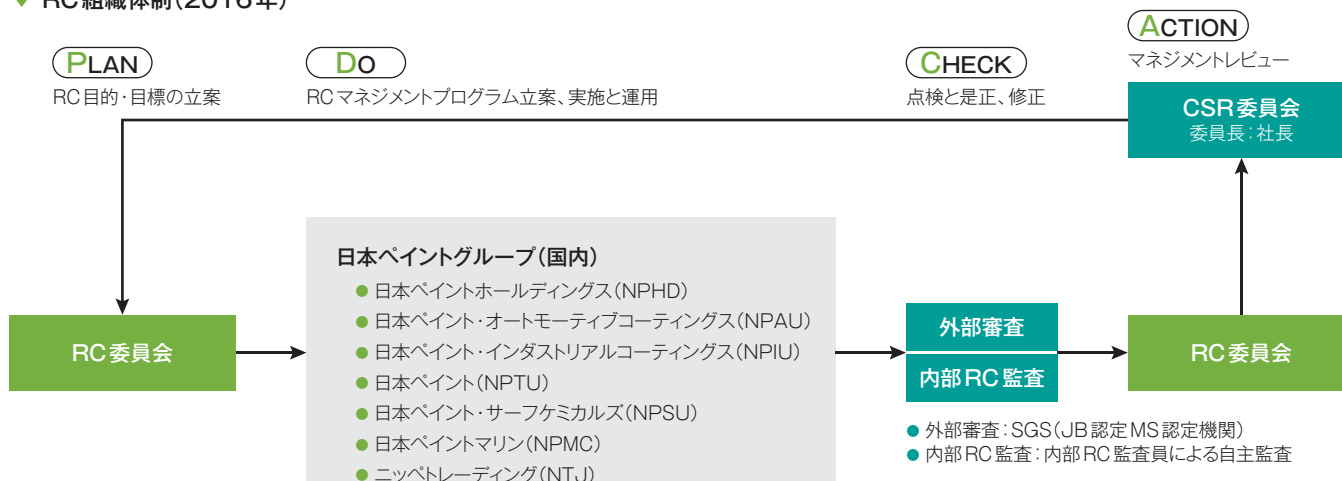 RC組織体制(2016年)
PLAN
RC目的・目標の立案
DO
RCマネジメントプログラム立案、実施と運用
CHECK
点検と是正、修正
ACTION
マネジメントレビュー
CSR委員会
委員長:社長
RC委員会
日本ペイントグループ(国内)
● 日本ペイントホールディングス(NPHD)
● 日本ペイント・オートモーティブコーティングス(NPAU)
● 日本ペイント・インダストリアルコーティングス(NPIU)
● 日本ペイント(NPTU)
● 日本ペイント・サーフケミカルズ(NPSU)
● 日本ペイントマリン(NPMC)
● ニッペトレーディング(NTJ)
外部審査
内部RC監査
RC委員会
● 外部審査:SGS(JB認定MS認定機関)
● 内部RC監査:内部RC監査員による自主監査